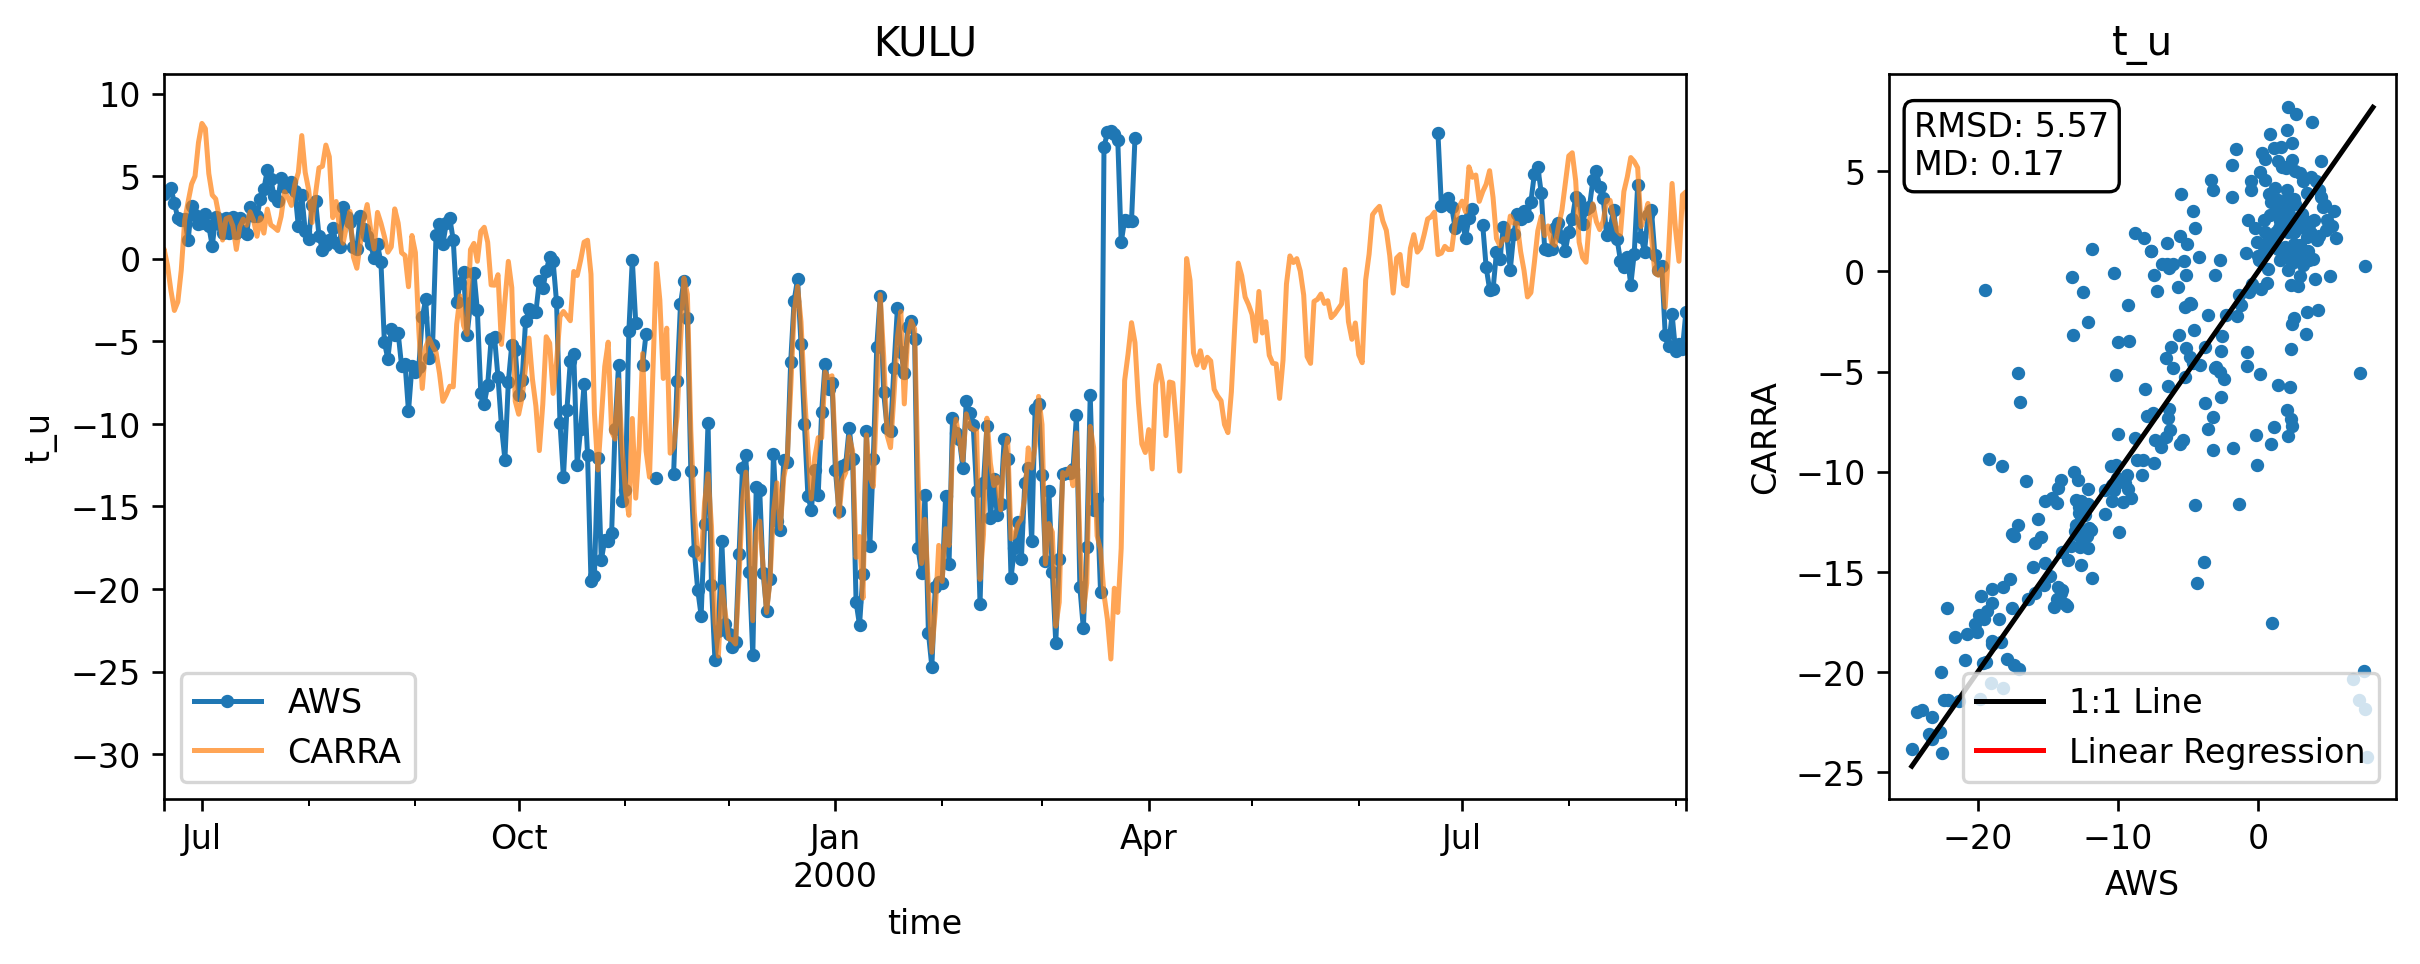 KULU
t_u
10
5
0
−5
−10
−15
−20
−25
−30
AWS
CARRA
Jul
Oct
Jan
2000
Apr
Jul
time
t_u
CARRA
5
0
−5
−10
−15
−20
−25
RMSD: 5.57
MD: 0.17
1:1 Line
Linear Regression
−20
−10
0
AWS